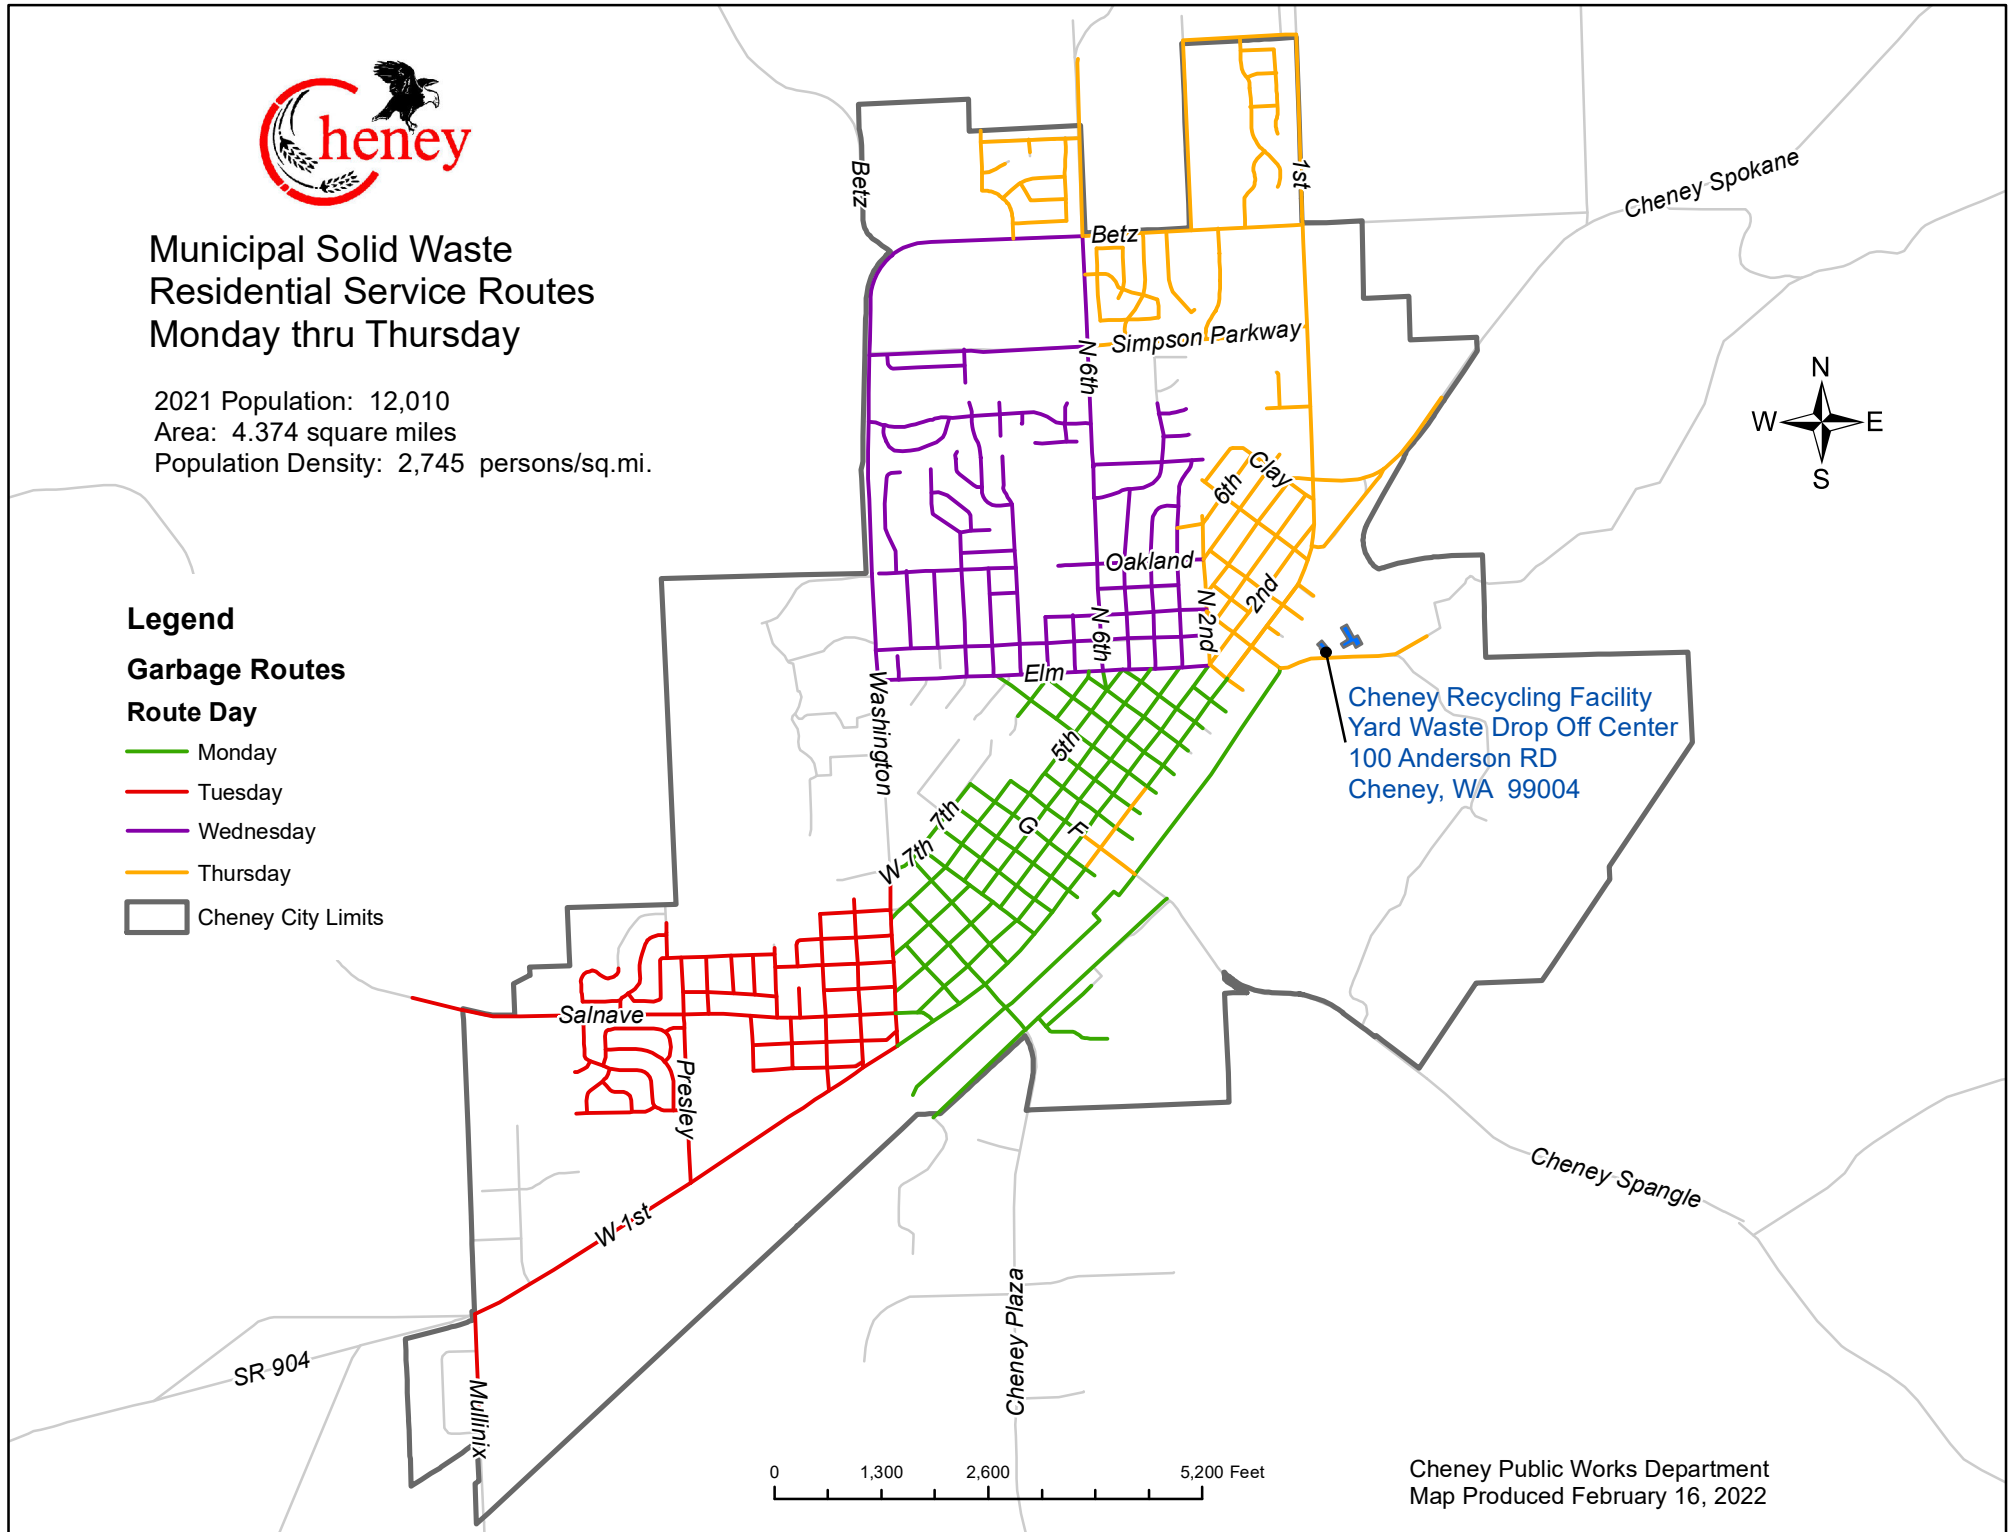 Cheney
Municipal Solid Waste
Residential Service Routes
Monday thru Thursday
2021 Population: 12,010
Area: 4.374 square miles
Population Density: 2,745 persons/sq.mi.
Legend
Garbage Routes
Route Day
Monday
Tuesday
Wednesday
Thursday
Cheney City Limits
Betz
1st
Cheney Spokane
Betz
Simpson Parkway
N 6th
N
W
E
S
Clay
6th
Oakland
2nd
N 6th
N 2nd
Elm
Washington
5th
Cheney Recycling Facility
Yard Waste Drop Off Center
100 Anderson RD
Cheney, WA 99004
7th
G
F
W 7th
Salnave
Presley
W 1st
Cheney Spangle
Cheney Plaza
SR 904
Mullinix
0
1,300
2,600
5,200 Feet
Cheney Public Works Department
Map Produced February 16, 2022